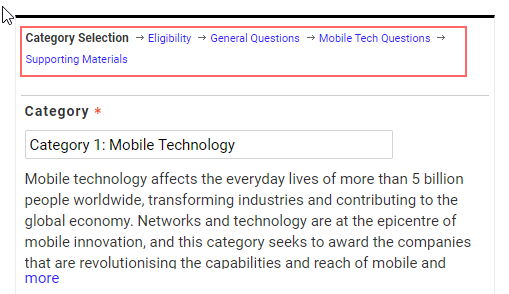 Category Selection → Eligibility → General Questions → Mobile Tech Questions →
Supporting Materials
Category *
Category 1: Mobile Technology
Mobile technology affects the everyday lives of more than 5 billion
people worldwide, transforming industries and contributing to the
global economy. Networks and technology are at the epicentre of
mobile innovation, and this category seeks to award the companies
that are revolutionising the capabilities and reach of mobile and
more